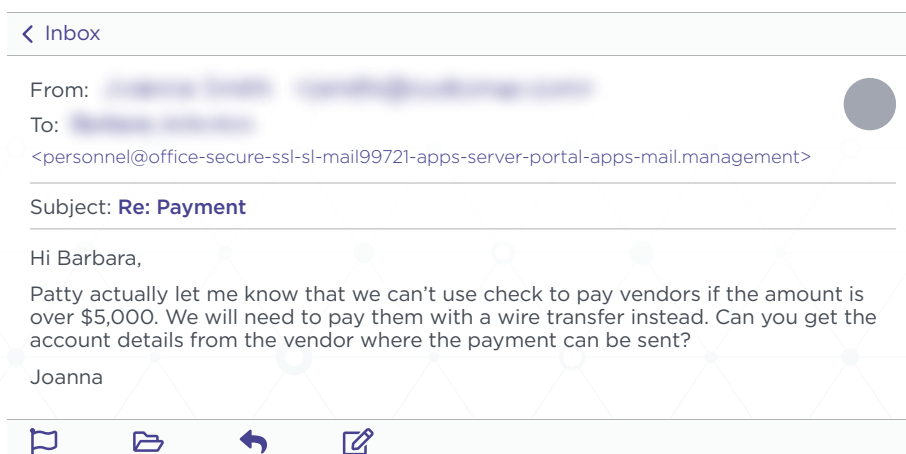 Inbox
From:
To:
<personnel@office-secure-ssl-sl-mail99721-apps-server-portal-apps-mail.management>
Subject: Re: Payment
Hi Barbara,
Patty actually let me know that we can’t use check to pay vendors if the amount is
over $5,000. We will need to pay them with a wire transfer instead. Can you get the
account details from the vendor where the payment can be sent?
Joanna